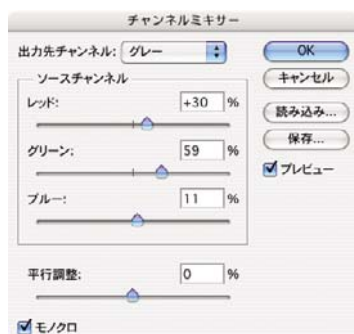 チャンネルミキサー
出力先チャンネル: グレー
ソースチャンネル
レッド: +30 %
グリーン: 59 %
ブルー: 11 %
平行調整: 0 %
モノクロ
OK
キャンセル
読み込み...
保存...
プレビュー